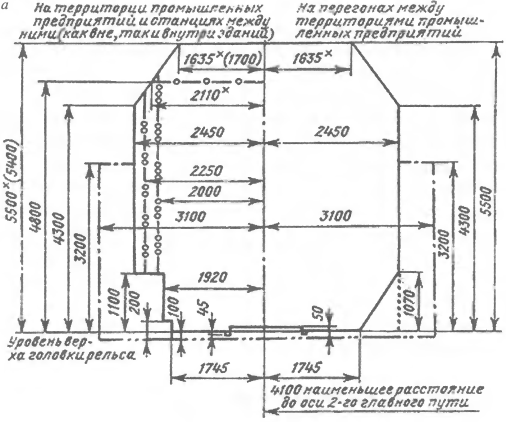 а
На территории промышленных
предприятий и станциях между
ними (как вне, так и внутри зданий)
На перегонах между
территориями промыш-
ленных предприятий
1635ˣ(1700)
1635ˣ
2110ˣ
2450
2450
2250
2000
3100
3100
1920
5500ˣ(5400)
4800
4300
3200
1100
200
100
45
50
1070
3200
4300
5500
Уровень вер-
ха головки рельса
1745
1745
4100 наименьшее расстояние
до оси 2-го главного пути